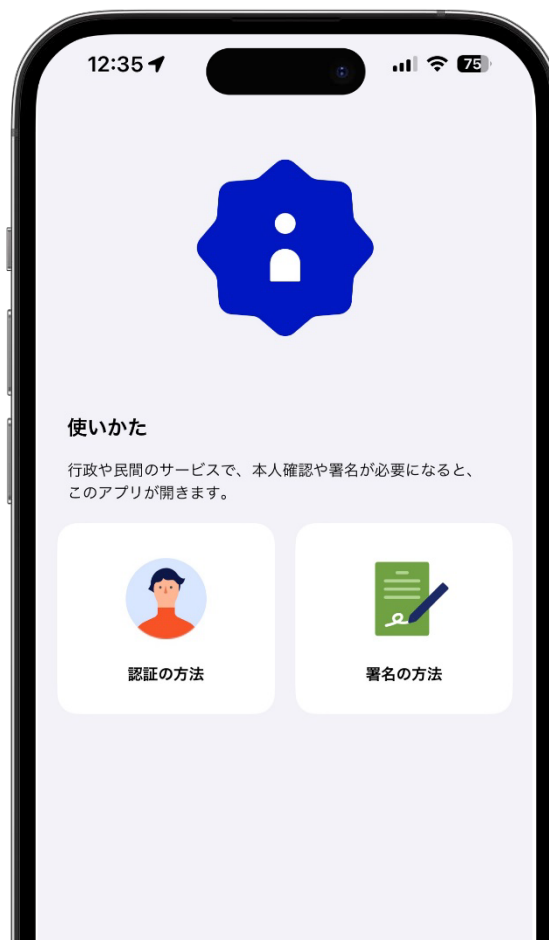 12:35
75
使いかた
行政や民間のサービスで、本人確認や署名が必要になると、
このアプリが開きます。
認証の方法
署名の方法